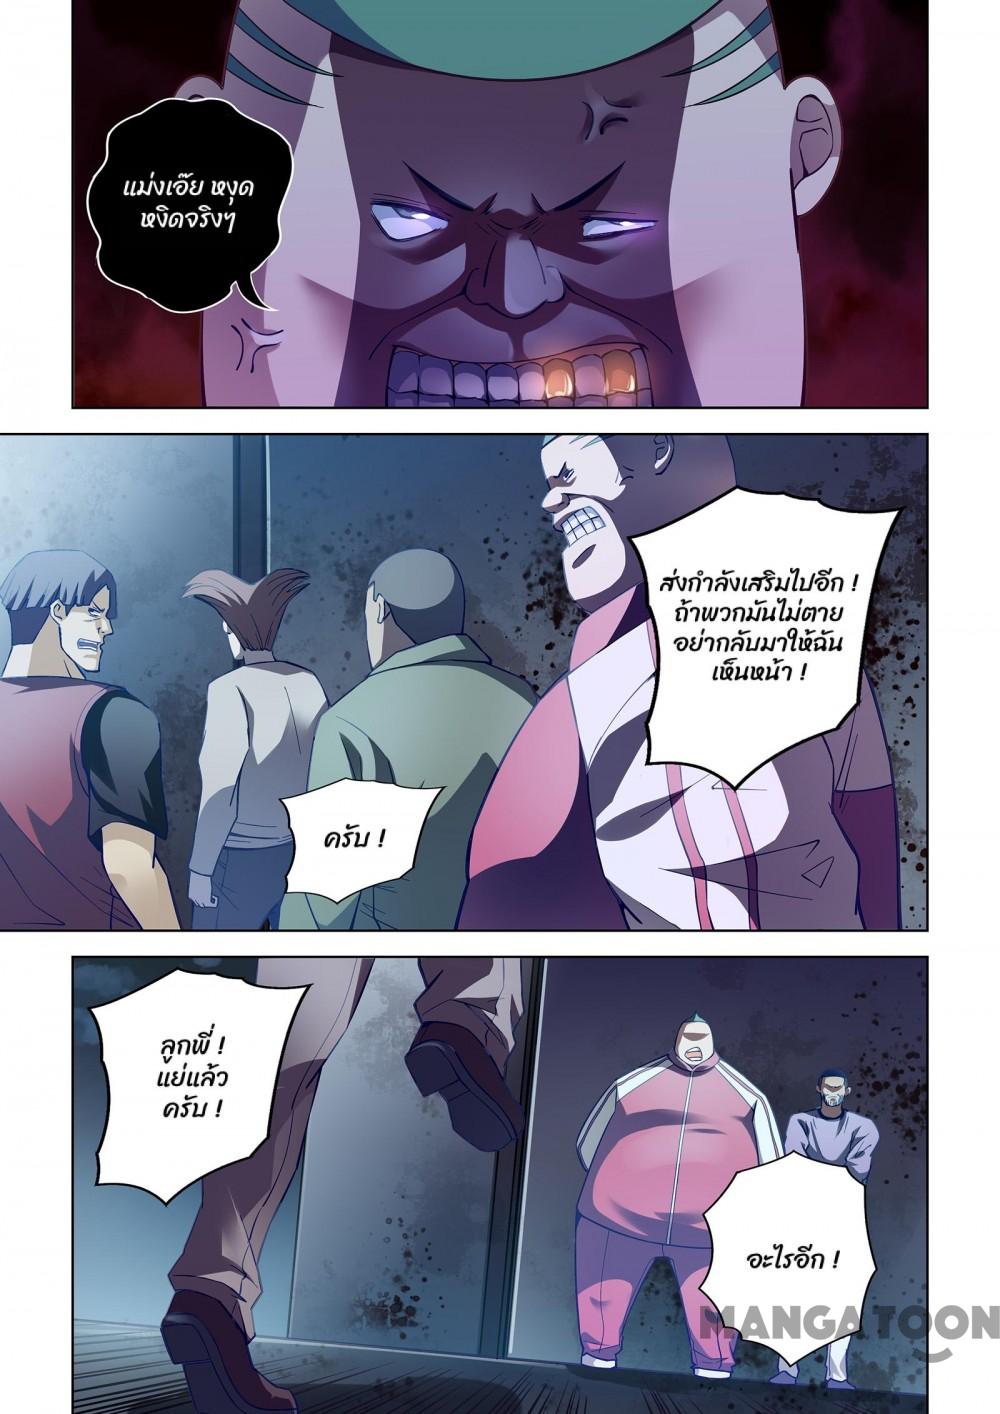 แม่งเอ๊ย หงุด
หงิดจริงๆ
ส่งกำลังเสริมไปอีก !
ถ้าพวกมันไม่ตาย
อย่ากลับมาให้ฉัน
เห็นหน้า !
ครับ !
ลูกพี่ !
แย่แล้ว
ครับ !
อะไรอีก !
MANGATOON